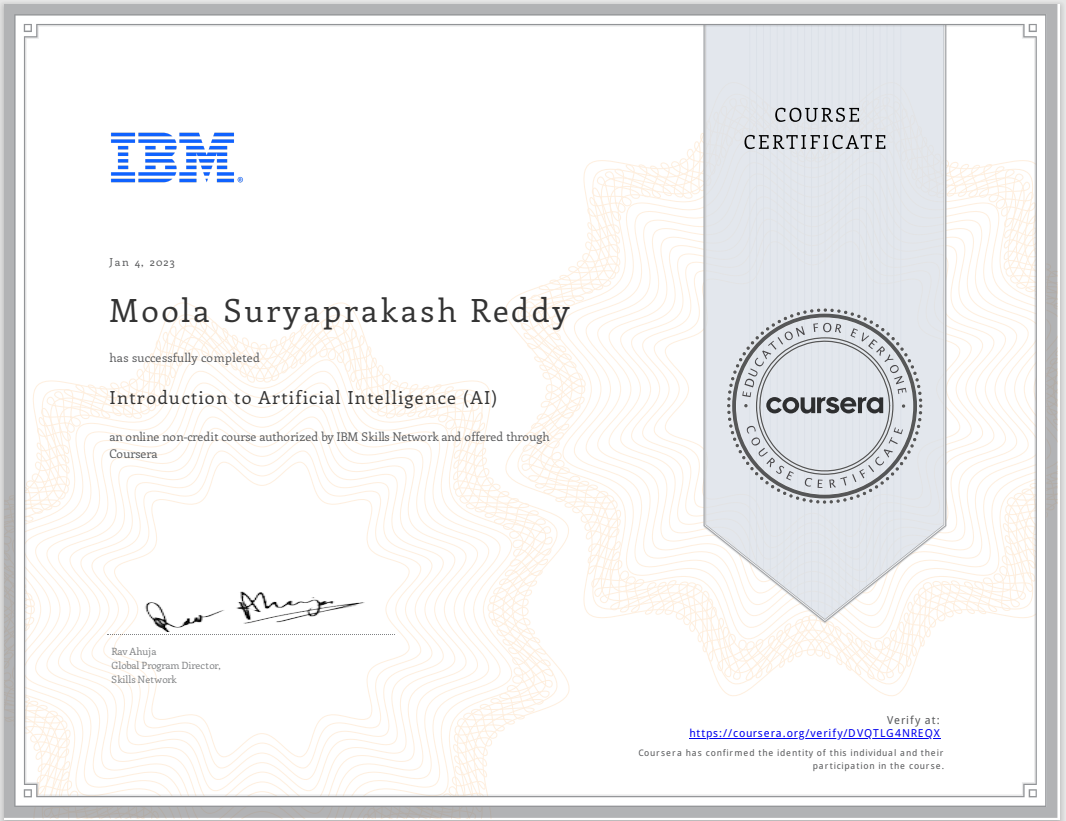 IBM®
COURSE
CERTIFICATE
Jan 4, 2023
Moola Suryaprakash Reddy
has successfully completed
Introduction to Artificial Intelligence (AI)
an online non-credit course authorized by IBM Skills Network and offered through
Coursera
EDUCATION FOR EVERYONE
coursera
COURSE CERTIFICATE
Rav Ahuja
Rav Ahuja
Global Program Director,
Skills Network
Verify at:
https://coursera.org/verify/DVQTLG4NREQX
Coursera has confirmed the identity of this individual and their
participation in the course.